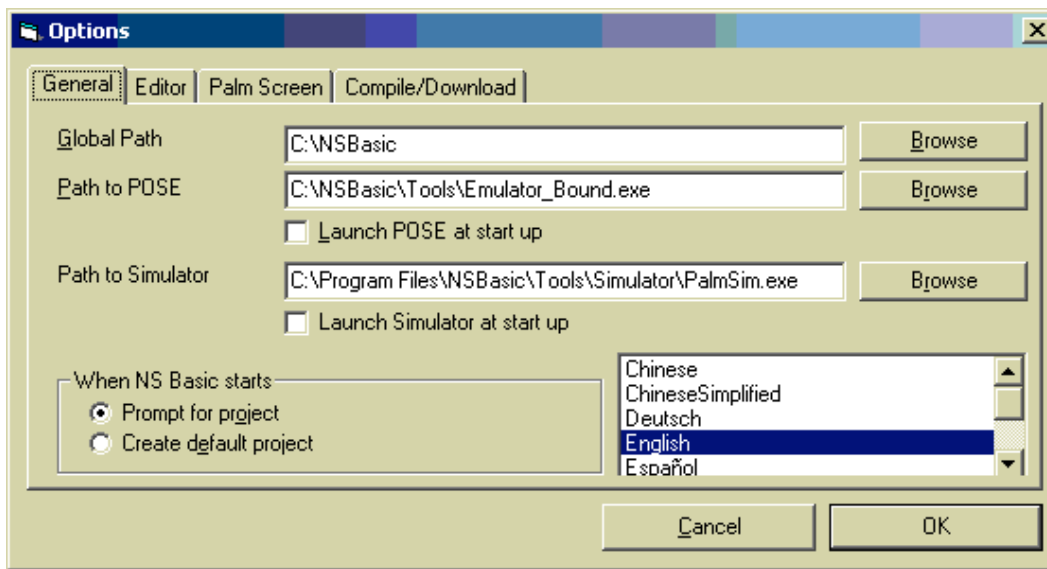 Options
General Editor Palm Screen Compile/Download
Global Path C:\NSBasic Browse
Path to POSE C:\NSBasic\Tools\Emulator_Bound.exe Browse
Launch POSE at start up
Path to Simulator C:\Program Files\NSBasic\Tools\Simulator\PalmSim.exe Browse
Launch Simulator at start up
When NS Basic starts
Prompt for project
Create default project
Chinese
ChineseSimplified
Deutsch
English
Español
Cancel OK